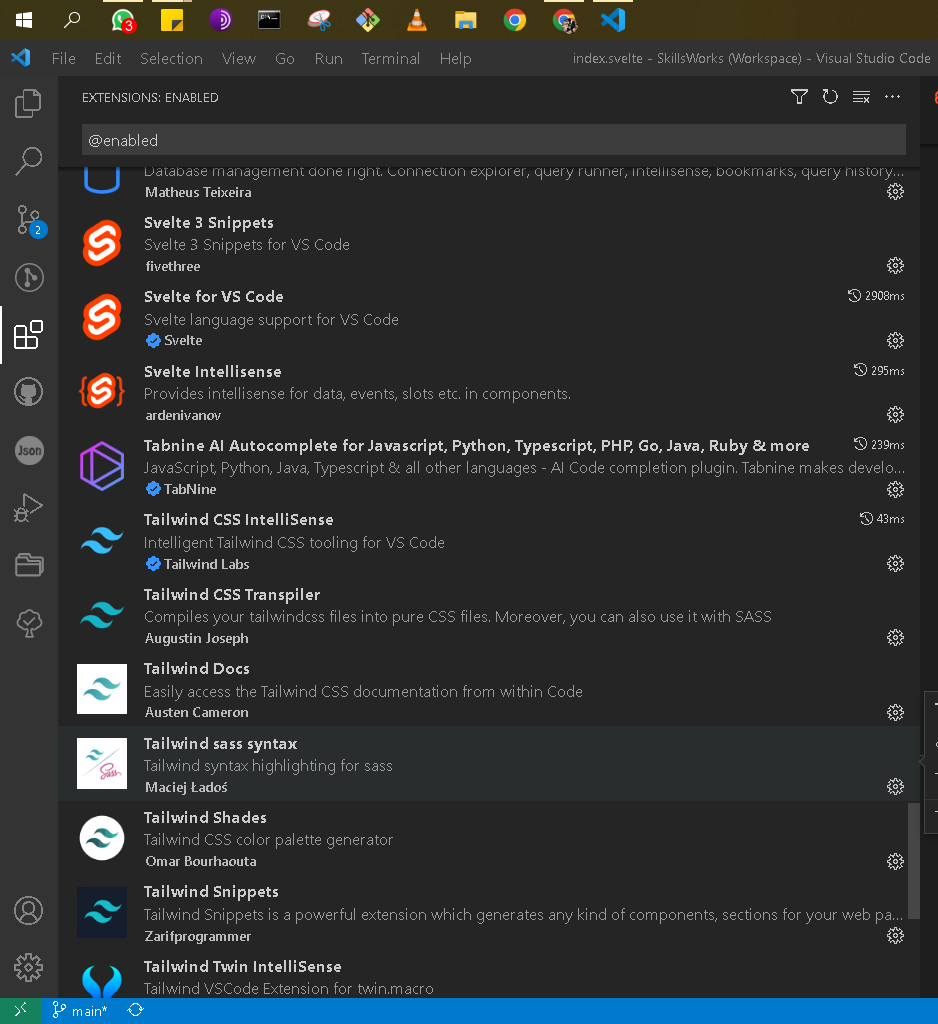 3
File Edit Selection View Go Run Terminal Help index.svelte - SkillsWorks (Workspace) - Visual Studio Code
EXTENSIONS: ENABLED
@enabled
Database management done right. Connection explorer, query runner, intellisense, bookmarks, query history...
Matheus Teixeira
Svelte 3 Snippets
Svelte 3 Snippets for VS Code
fivethree
Svelte for VS Code 2908ms
Svelte language support for VS Code
Svelte
Svelte Intellisense 295ms
Provides intellisense for data, events, slots etc. in components.
ardenivanov
Tabnine AI Autocomplete for Javascript, Python, Typescript, PHP, Go, Java, Ruby & more 239ms
JavaScript, Python, Java, Typescript & all other languages - AI Code completion plugin. Tabnine makes develo...
TabNine
Tailwind CSS IntelliSense 43ms
Intelligent Tailwind CSS tooling for VS Code
Tailwind Labs
Tailwind CSS Transpiler
Compiles your tailwindcss files into pure CSS files. Moreover, you can also use it with SASS
Augustin Joseph
Tailwind Docs
Easily access the Tailwind CSS documentation from within Code
Austen Cameron
Tailwind sass syntax
Tailwind syntax highlighting for sass
Maciej Ładoś
Tailwind Shades
Tailwind CSS color palette generator
Omar Bourhaouta
Tailwind Snippets
Tailwind Snippets is a powerful extension which generates any kind of components, sections for your web pa...
Zarifprogrammer
Tailwind Twin IntelliSense
Tailwind VSCode Extension for twin.macro
2
Json
Sass
main*